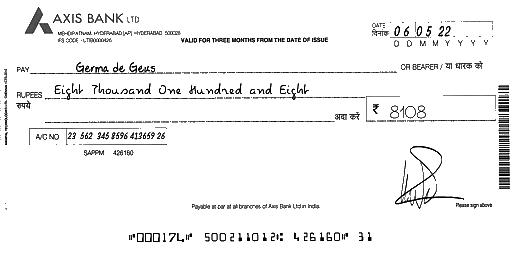 AXIS BANK LTD
MEHDIPATNAM, HYDERABAD [AP] HYDERABAD 500028
IFS CODE - UTIB0000426
VALID FOR THREE MONTHS FROM THE DATE OF ISSUE
DATE
दिनांक 06 05 22
D D M M Y Y Y Y
PAY Germa de Geus OR BEARER / या धारक को
RUPEES Eight Thousand One Hundred and Eight
रुपये अदा करें ₹ 8108
A/C NO 23 562 345 8596 413659 26
SAPPM 426160
Payable at par at all branches of Axis Bank Ltd in India.
Please sign above
⑈000174⑈ 500211012⑆ 426160⑈ 31